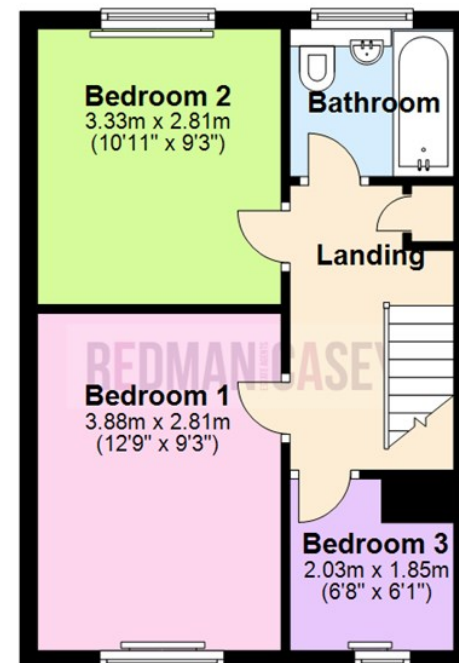 Bedroom 2
3.33m x 2.81m
(10'11" x 9'3")
Bathroom
Landing
REDMAN CASEY
Bedroom 1
3.88m x 2.81m
(12'9" x 9'3")
Bedroom 3
2.03m x 1.85m
(6'8" x 6'1")